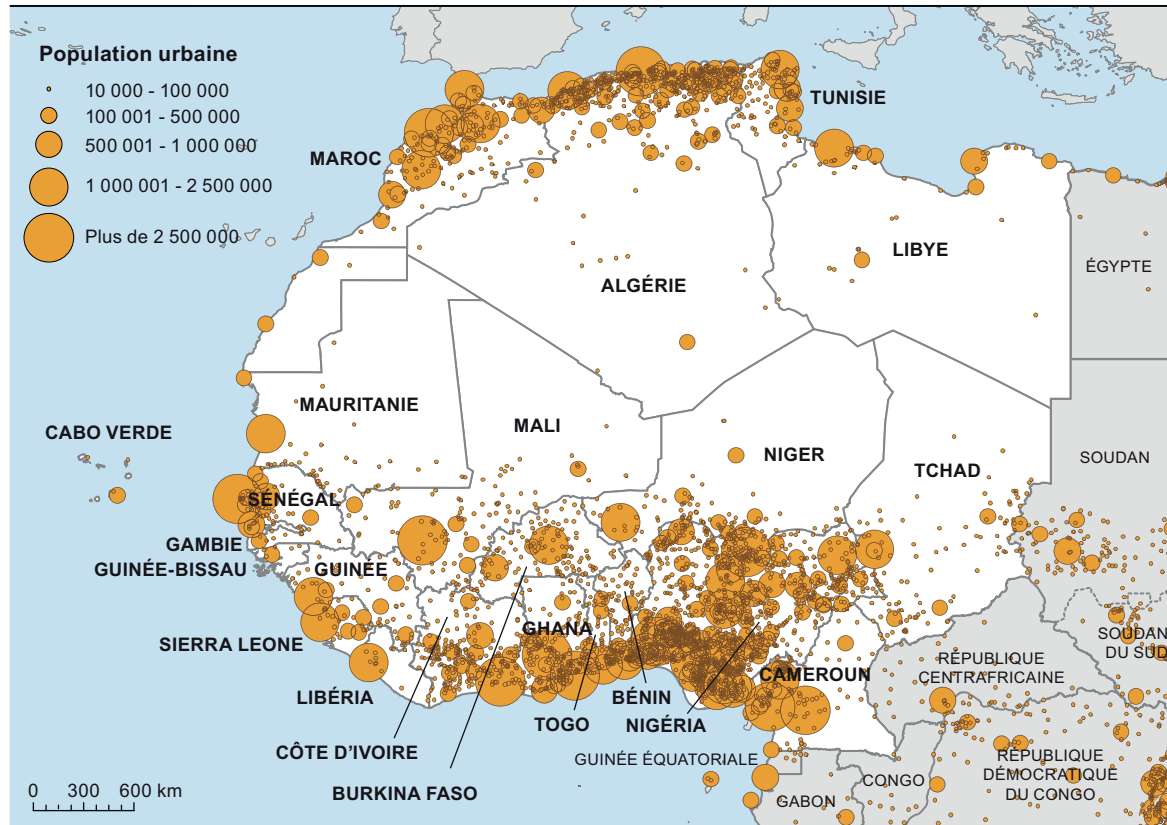 Population urbaine
10 000 - 100 000
100 001 - 500 000
500 001 - 1 000 000
1 000 001 - 2 500 000
Plus de 2 500 000
TUNISIE
MAROC
LIBYE
ÉGYPTE
ALGÉRIE
MAURITANIE
MALI
CABO VERDE
NIGER
TCHAD
SOUDAN
SÉNÉGAL
GAMBIE
GUINÉE-BISSAU
GUINÉE
GHANA
SIERRA LEONE
SOUDAN
DU SUD
RÉPUBLIQUE
CENTRAFRICAINE
CAMEROUN
LIBÉRIA
BÉNIN
TOGO
NIGÉRIA
CÔTE D'IVOIRE
GUINÉE ÉQUATORIALE
RÉPUBLIQUE
DÉMOCRATIQUE
DU CONGO
CONGO
BURKINA FASO
GABON
0 300 600 km